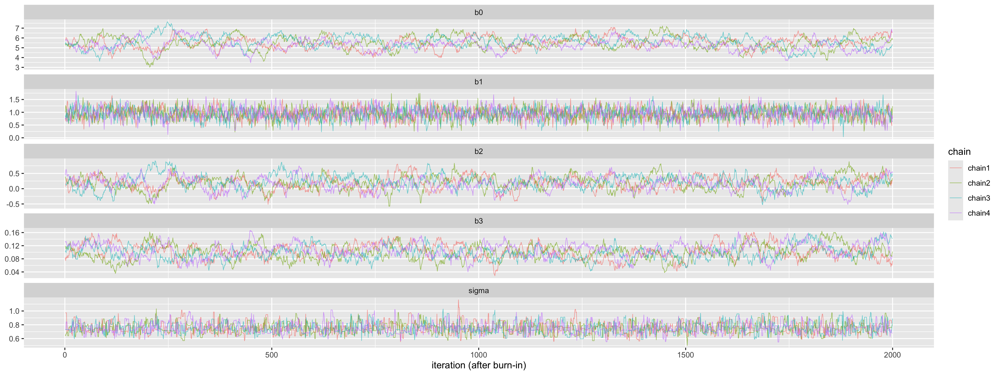 b0
7
6
5
4
3
b1
1.5
1.0
0.5
0.0
b2
0.5
0.0
-0.5
b3
0.16
0.12
0.08
0.04
sigma
1.0
0.8
0.6
0 500 1000 1500 2000
iteration (after burn-in)
chain
chain1
chain2
chain3
chain4